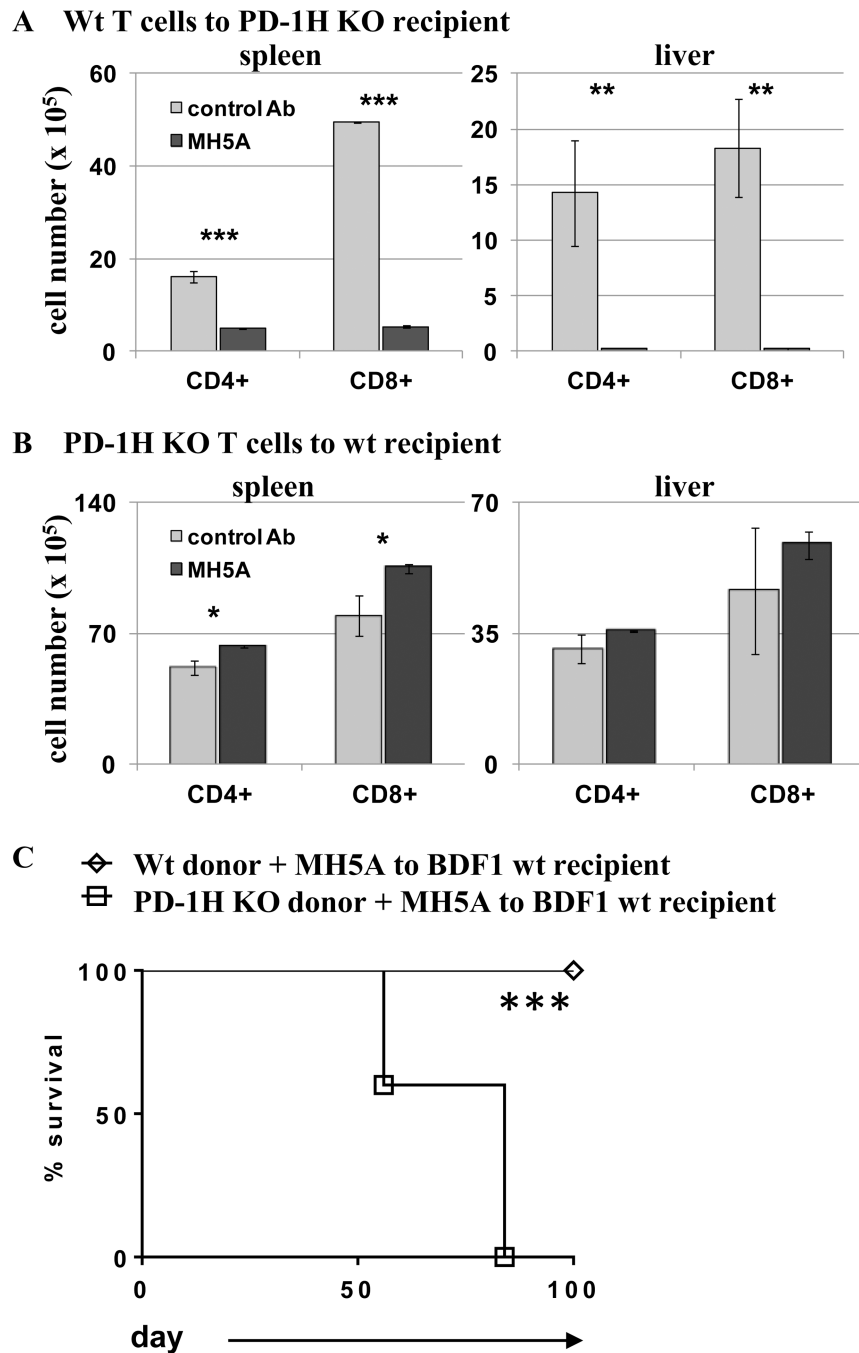 A Wt T cells to PD-1H KO recipient
spleen
liver
cell number (x 10⁵)
60
40
20
0
control Ab
MH5A
***
***
CD4+
CD8+
25
20
15
10
5
0
**
**
CD4+
CD8+
B PD-1H KO T cells to wt recipient
spleen
liver
cell number (x 10⁵)
140
70
0
control Ab
MH5A
*
*
CD4+
CD8+
70
35
0
CD4+
CD8+
C
Wt donor + MH5A to BDF1 wt recipient
PD-1H KO donor + MH5A to BDF1 wt recipient
% survival
100
50
0
***
0
50
100
day